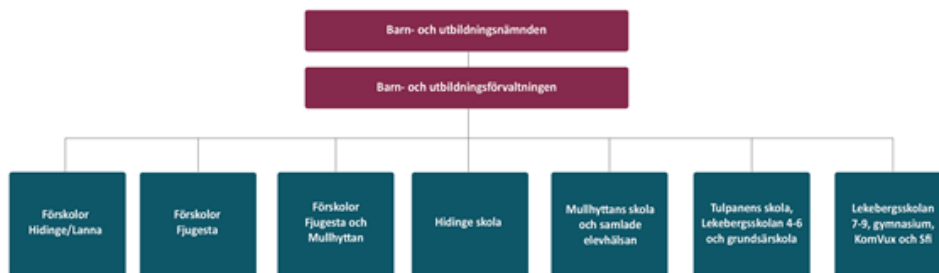 Barn- och utbildningsnämnden
Barn- och utbildningsförvaltningen
Förskolor
Hidinge/Lanna
Förskolor
Fjugesta
Förskolor
Fjugesta och
Mullhyttan
Hidinge skola
Mullhyttans skola
och samlade
elevhälsan
Tulpanens skola,
Lekebergsskolan 4-6
och grundsärskola
Lekebergsskolan
7-9, gymnasium,
KomVux och Sfi